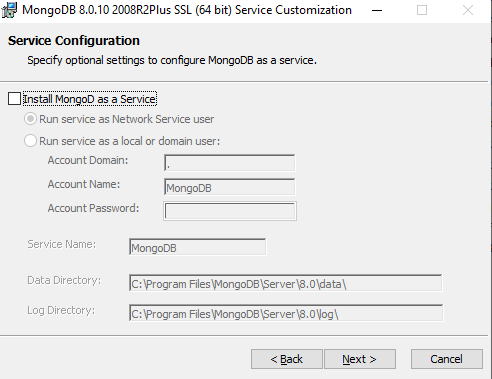 MongoDB 8.0.10 2008R2Plus SSL (64 bit) Service Customization
Service Configuration
Specify optional settings to configure MongoDB as a service.
Install MongoD as a Service
Run service as Network Service user
Run service as a local or domain user:
Account Domain: .
Account Name: MongoDB
Account Password:
Service Name: MongoDB
Data Directory: C:\Program Files\MongoDB\Server\8.0\data\
Log Directory: C:\Program Files\MongoDB\Server\8.0\log\
< Back Next > Cancel